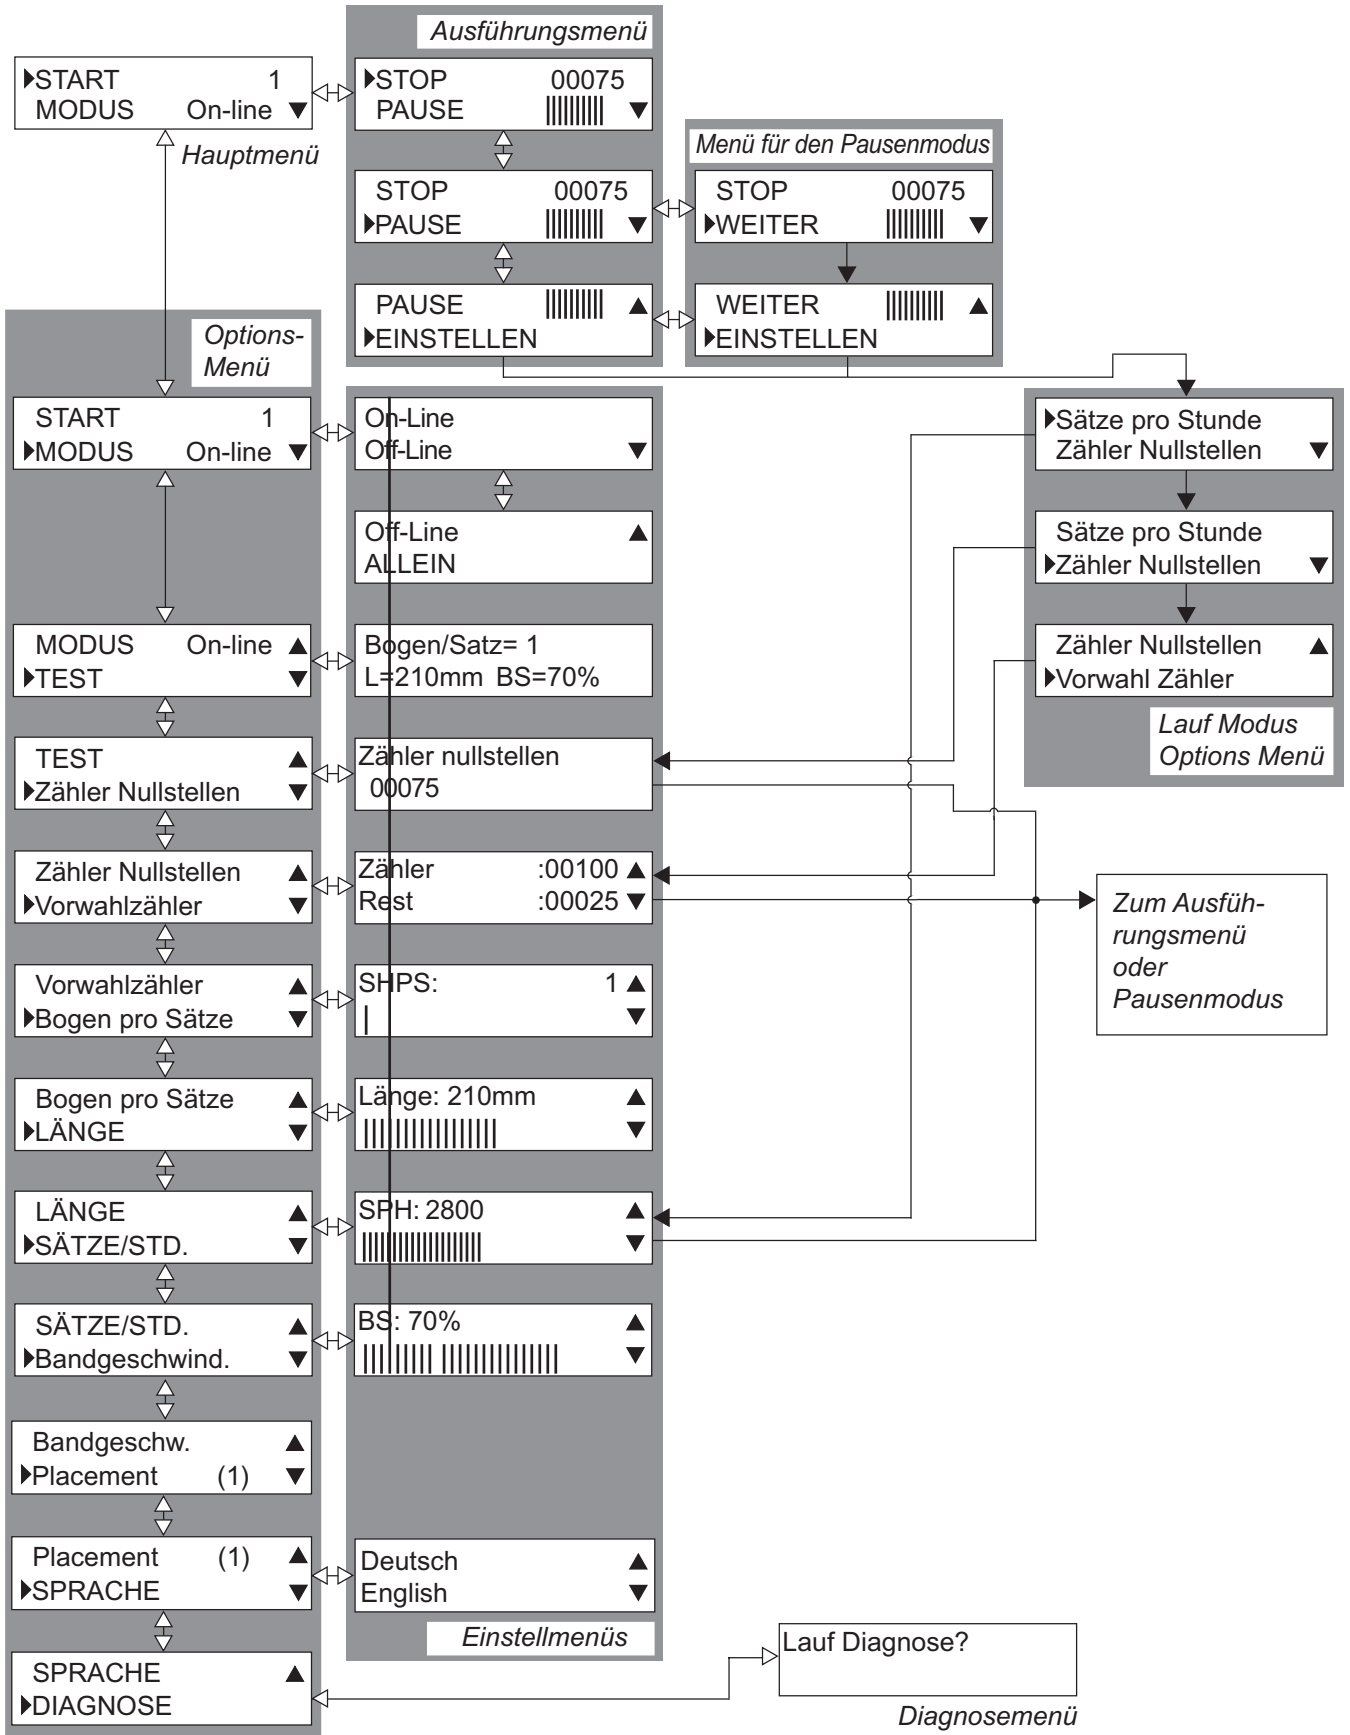 Ausführungsmenü
START 1
MODUS On-line
Hauptmenü
STOP 00075
PAUSE
STOP 00075
PAUSE
PAUSE
EINSTELLEN
Menü für den Pausenmodus
STOP 00075
WEITER
WEITER
EINSTELLEN
Options-
Menü
START 1
MODUS On-line
MODUS On-line
TEST
TEST
Zähler Nullstellen
Zähler Nullstellen
Vorwahlzähler
Vorwahlzähler
Bogen pro Sätze
Bogen pro Sätze
LÄNGE
LÄNGE
SÄTZE/STD.
SÄTZE/STD.
Bandgeschwind.
Bandgeschw.
Placement (1)
Placement (1)
SPRACHE
SPRACHE
DIAGNOSE
On-Line
Off-Line
Off-Line
ALLEIN
Bogen/Satz= 1
L=210mm BS=70%
Zähler nullstellen
00075
Zähler :00100
Rest :00025
SHPS: 1
Länge: 210mm
SPH: 2800
BS: 70%
Deutsch
English
Einstellmenüs
Sätze pro Stunde
Zähler Nullstellen
Sätze pro Stunde
Zähler Nullstellen
Zähler Nullstellen
Vorwahl Zähler
Lauf Modus
Options Menü
Zum Ausfüh-
rungsmenü
oder
Pausenmodus
Lauf Diagnose?
Diagnosemenü